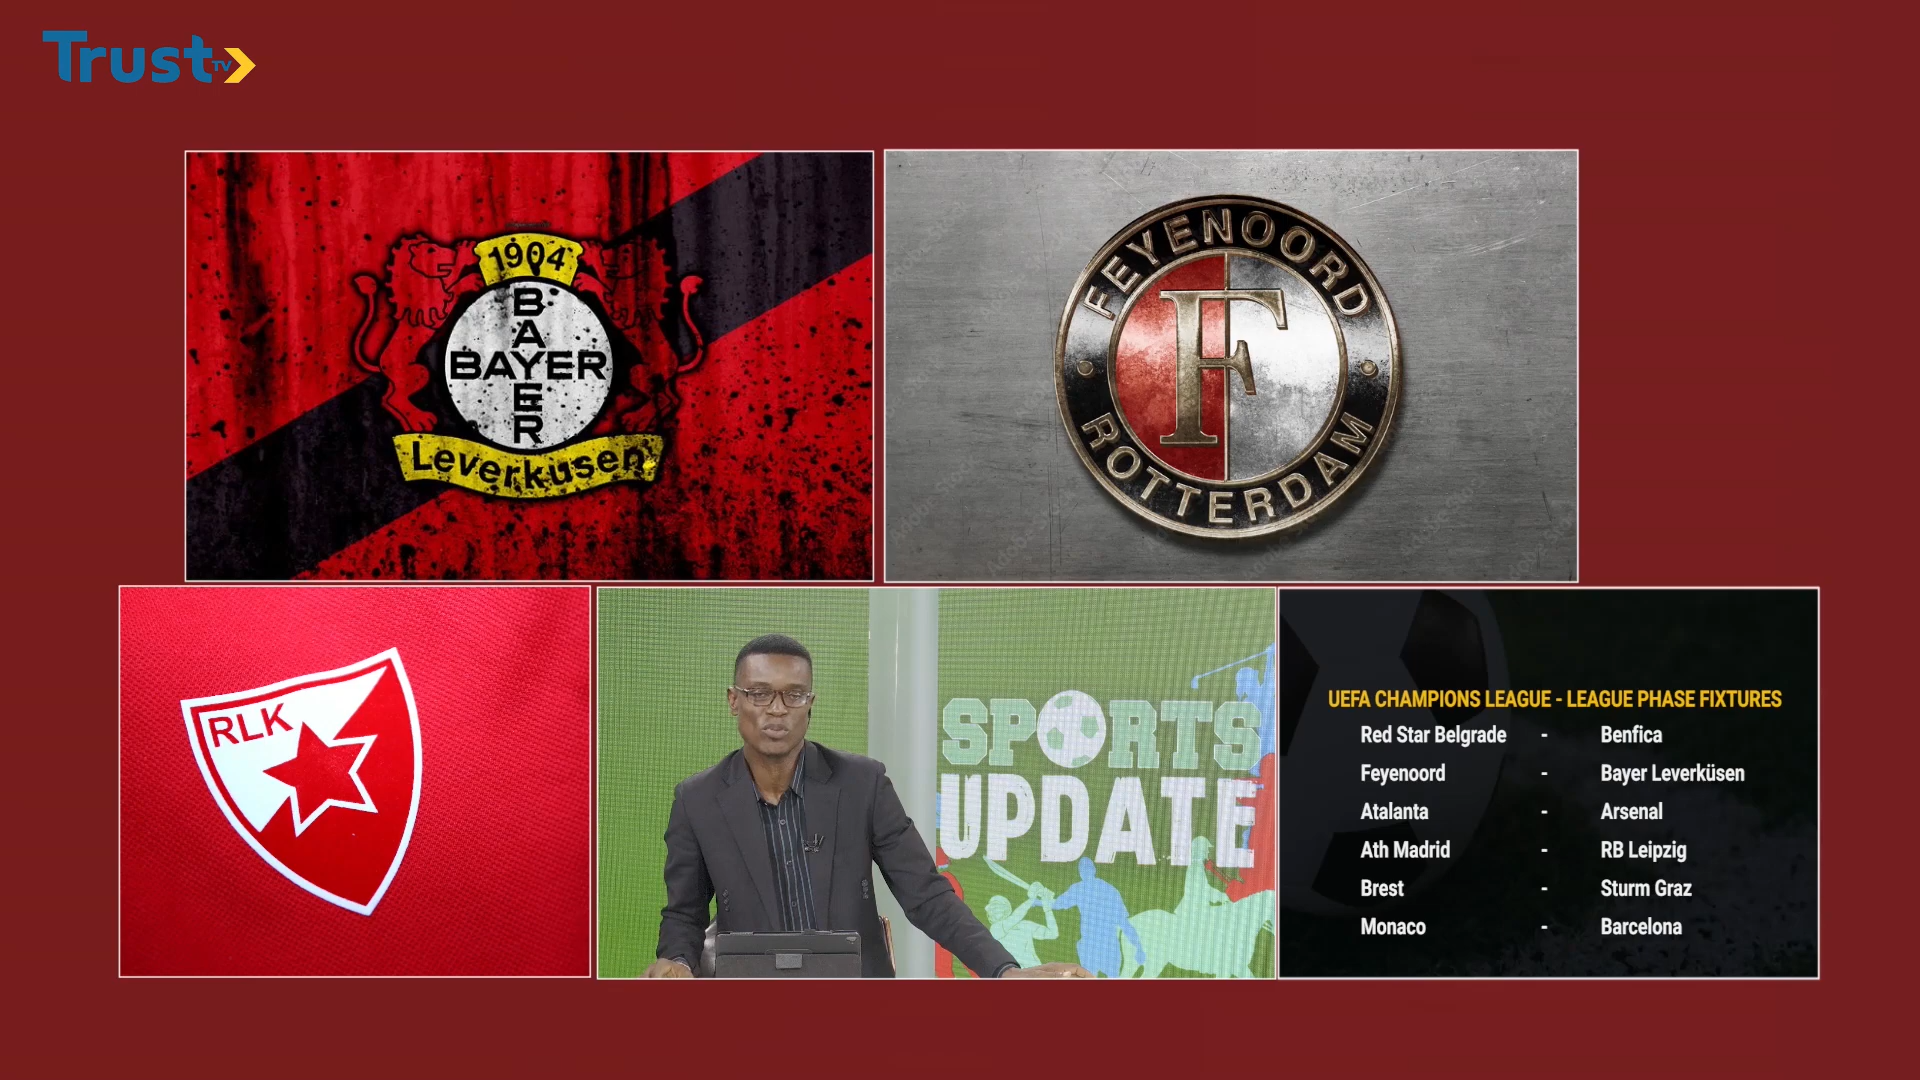 Trust TV
1904
BAYER
BAYER
Leverkusen
FEYENOORD
F
ROTTERDAM
RLK
SPORTS
UPDATE
UEFA CHAMPIONS LEAGUE - LEAGUE PHASE FIXTURES
Red Star Belgrade - Benfica
Feyenoord - Bayer Leverküsen
Atalanta - Arsenal
Ath Madrid - RB Leipzig
Brest - Sturm Graz
Monaco - Barcelona